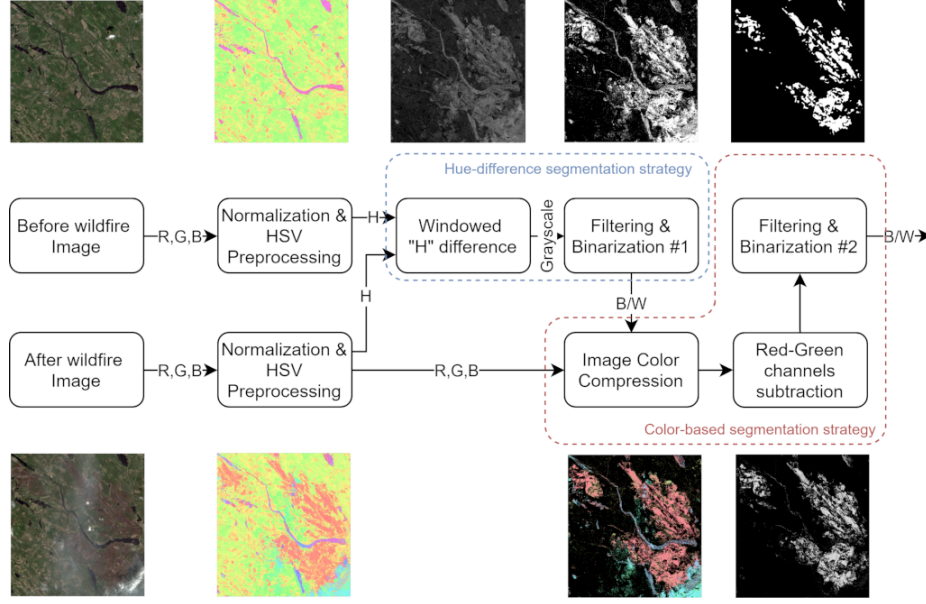 Hue-difference segmentation strategy
Before wildfire
Image
R,G,B
Normalization &
HSV
Preprocessing
H
Windowed
"H" difference
Grayscale
Filtering &
Binarization #1
Filtering &
Binarization #2
B/W
H
B/W
After wildfire
Image
R,G,B
Normalization &
HSV
Preprocessing
R,G,B
Image Color
Compression
Red-Green
channels
subtraction
Color-based segmentation strategy